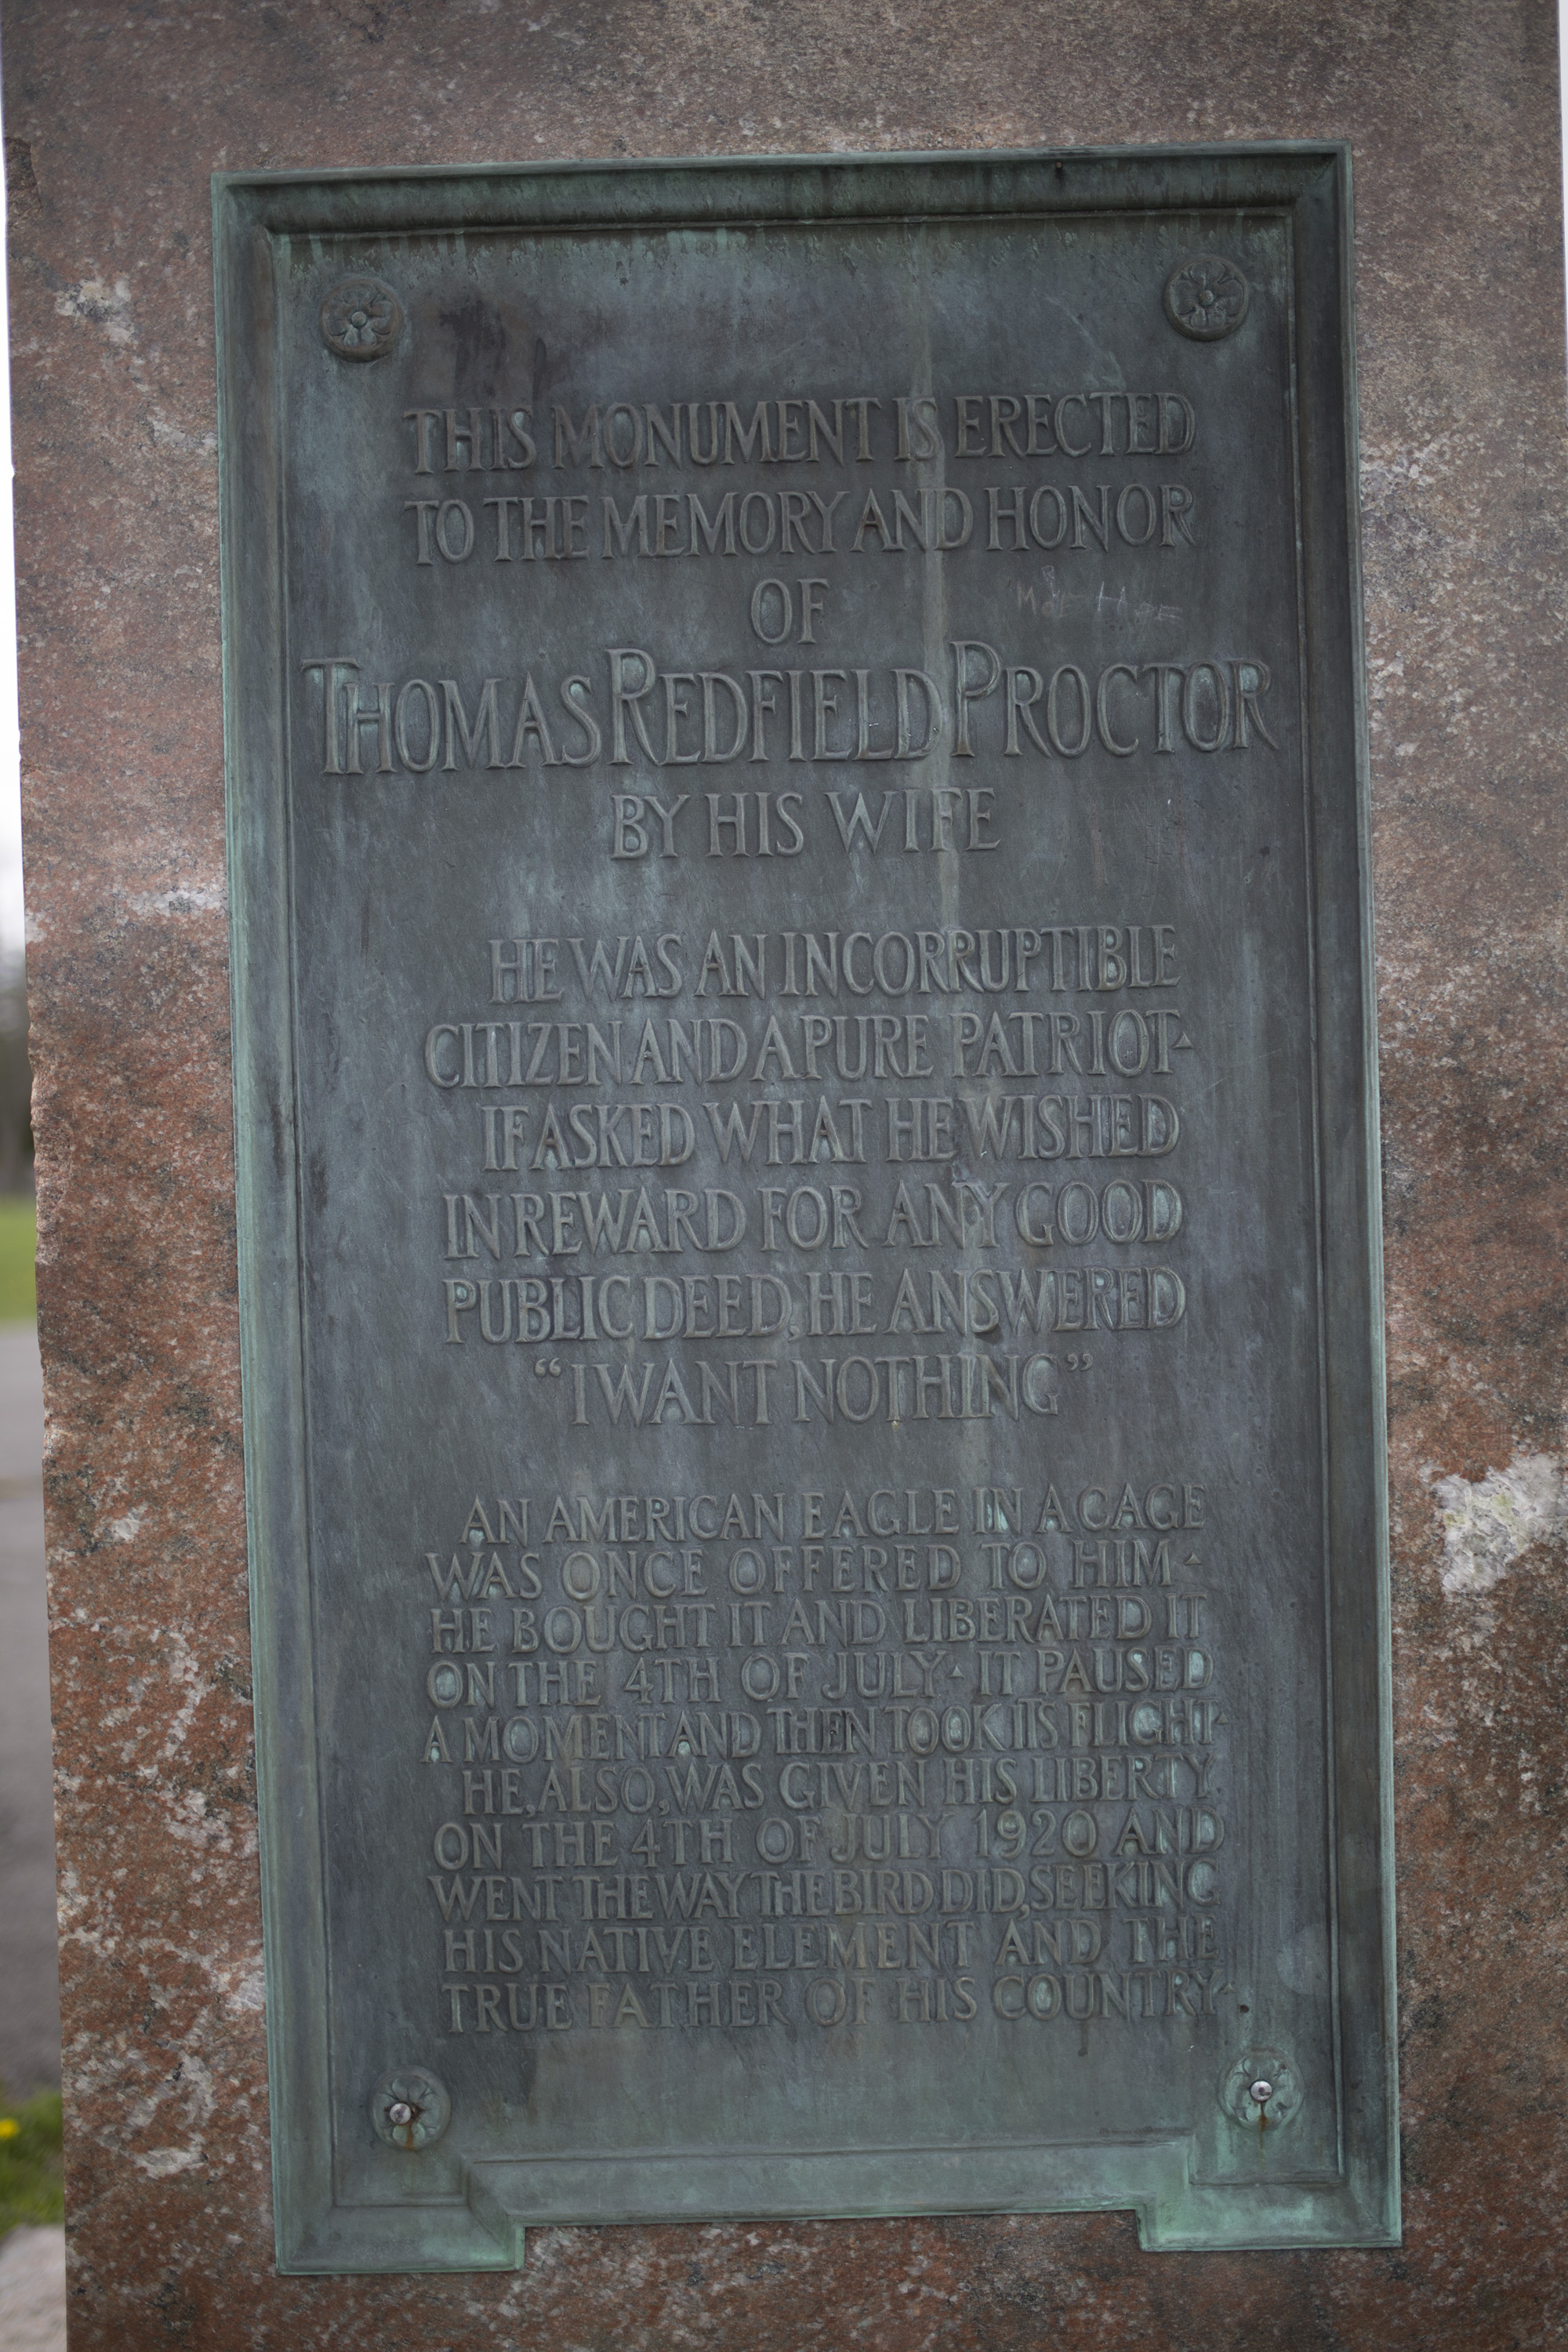 THIS MONUMENT IS ERECTED
TO THE MEMORY AND HONOR
OF
THOMAS REDFIELD PROCTOR
BY HIS WIFE
HE WAS AN INCORRUPTIBLE
CITIZEN AND A PURE PATRIOT
IF ASKED WHAT HE WISHED
IN REWARD FOR ANY GOOD
PUBLIC DEED, HE ANSWERED
“I WANT NOTHING”
AN AMERICAN EAGLE IN A CAGE
WAS ONCE OFFERED TO HIM
HE BOUGHT IT AND LIBERATED IT
ON THE 4TH OF JULY · IT PAUSED
A MOMENT AND THEN TOOK ITS FLIGHT
HE, ALSO, WAS GIVEN HIS LIBERTY
ON THE 4TH OF JULY 1920 AND
WENT THE WAY THE BIRD DID, SEEKING
HIS NATIVE ELEMENT AND THE
TRUE FATHER OF HIS COUNTRY